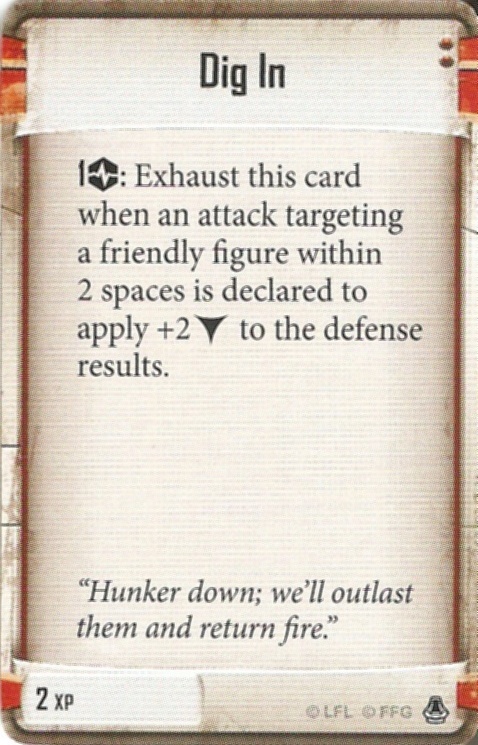 Dig In
1: Exhaust this card
when an attack targeting
a friendly figure within
2 spaces is declared to
apply +2 to the defense
results.
“Hunker down; we’ll outlast
them and return fire.”
2 XP
© LFL © FFG